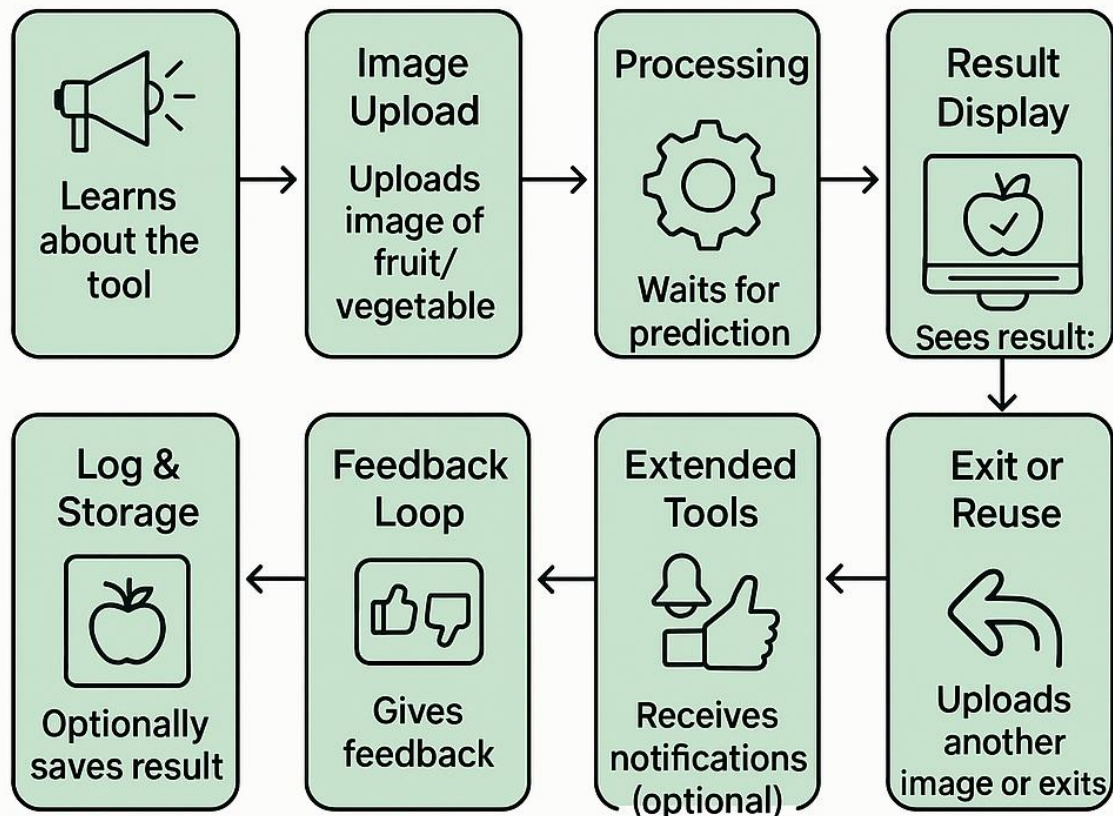 Learns
about the
tool
Image
Upload
Uploads
image of
fruit/
vegetable
Processing
Waits for
prediction
Result
Display
Sees result:
Exit or
Reuse
Uploads
another
image or exits
Extended
Tools
Receives
notifications
(optional)
Feedback
Loop
Gives
feedback
Log &
Storage
Optionally
saves result